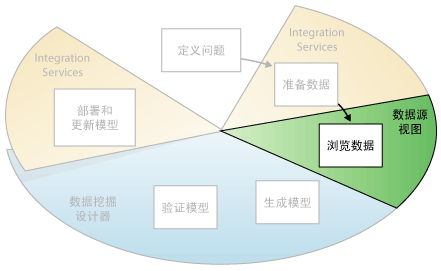 定义问题
Integration
Services
准备数据
数据源
视图
浏览数据
生成模型
验证模型
数据挖掘
设计器
Integration
Services
部署和
更新模型